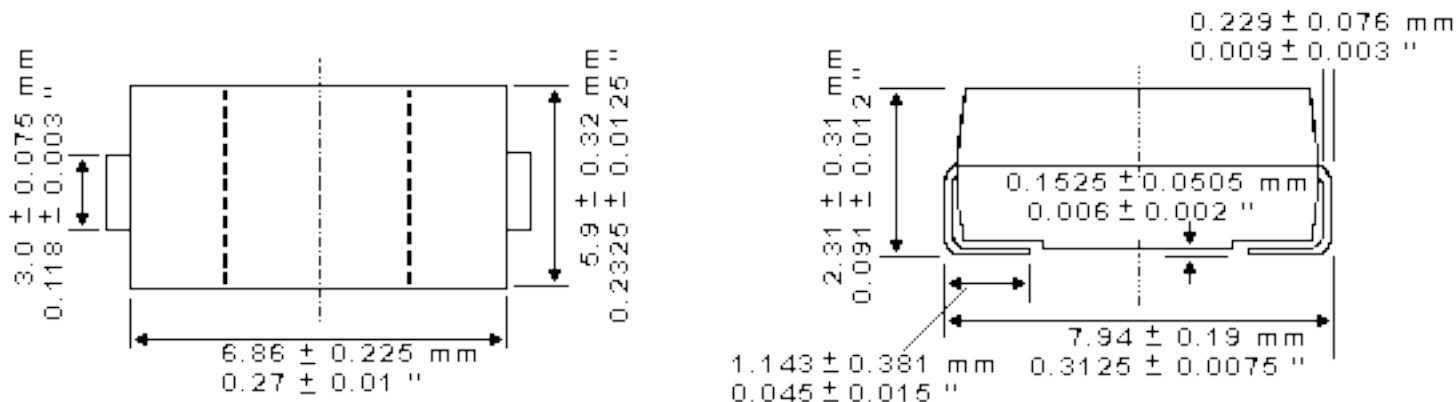 3.0 ± 0.075 mm
0.118 ± 0.003 "
5.9 ± 0.32 mm
0.2325 ± 0.0125 "
6.86 ± 0.225 mm
0.27 ± 0.01 "
0.229 ± 0.076 mm
0.009 ± 0.003 "
2.31 ± 0.31 mm
0.091 ± 0.012 "
0.1525 ± 0.0505 mm
0.006 ± 0.002 "
1.143 ± 0.381 mm
0.045 ± 0.015 "
7.94 ± 0.19 mm
0.3125 ± 0.0075 "